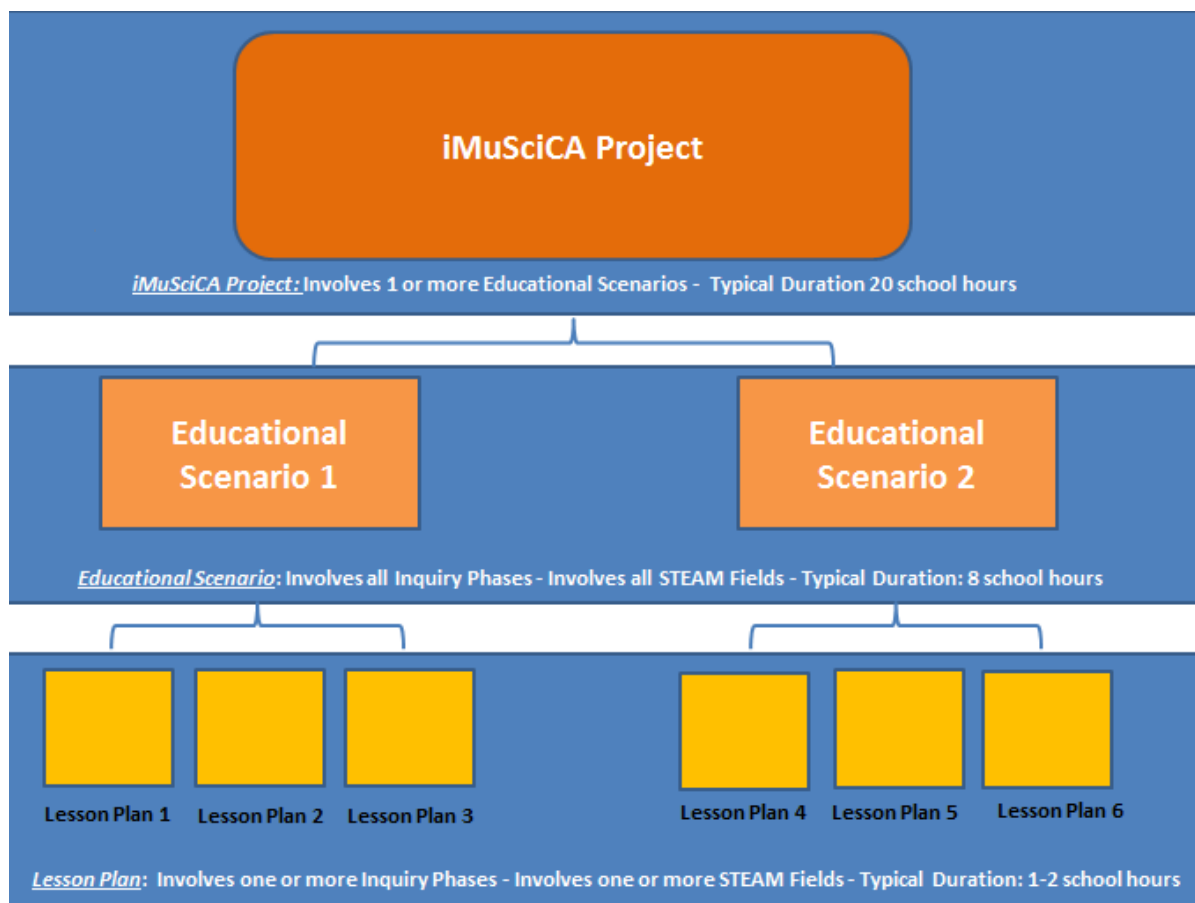 iMuSciCA Project
iMuSciCA Project: Involves 1 or more Educational Scenarios - Typical Duration 20 school hours
Educational
Scenario 1
Educational
Scenario 2
Educational Scenario: Involves all Inquiry Phases - Involves all STEAM Fields - Typical Duration: 8 school hours
Lesson Plan 1
Lesson Plan 2
Lesson Plan 3
Lesson Plan 4
Lesson Plan 5
Lesson Plan 6
Lesson Plan: Involves one or more Inquiry Phases - Involves one or more STEAM Fields - Typical Duration: 1-2 school hours